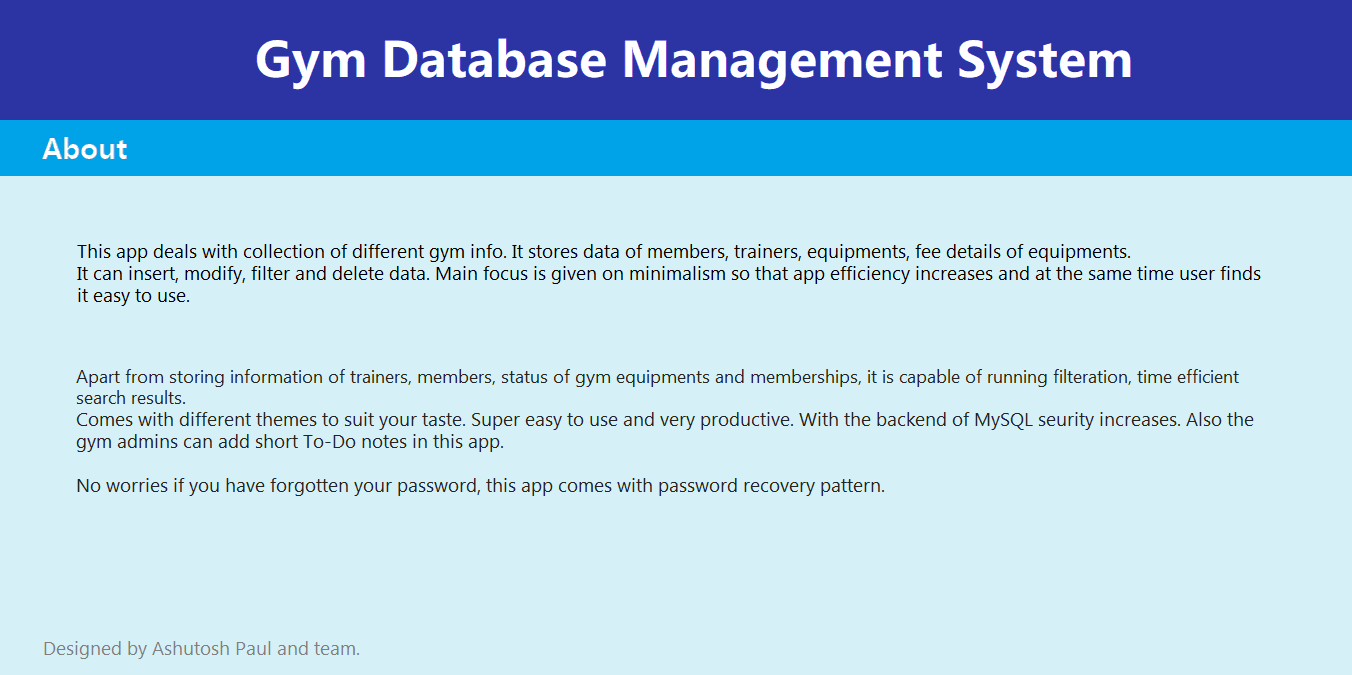 Gym Database Management System
About
This app deals with collection of different gym info. It stores data of members, trainers, equipments, fee details of equipments.
It can insert, modify, filter and delete data. Main focus is given on minimalism so that app efficiency increases and at the same time user finds
it easy to use.
Apart from storing information of trainers, members, status of gym equipments and memberships, it is capable of running filteration, time efficient
search results.
Comes with different themes to suit your taste. Super easy to use and very productive. With the backend of MySQL seurity increases. Also the
gym admins can add short To-Do notes in this app.
No worries if you have forgotten your password, this app comes with password recovery pattern.
Designed by Ashutosh Paul and team.